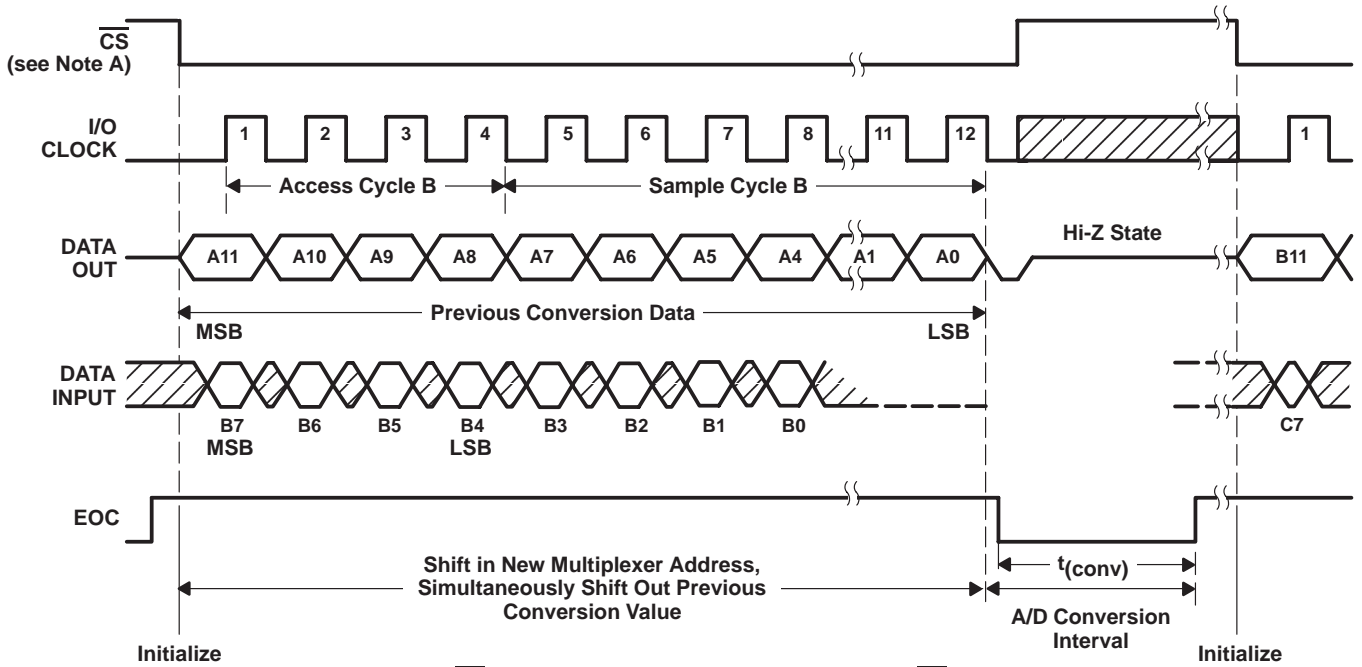 CS
(see Note A)
I/O
CLOCK
1 2 3 4 5 6 7 8 11 12 1
Access Cycle B Sample Cycle B
DATA
OUT
A11 A10 A9 A8 A7 A6 A5 A4 A1 A0 Hi-Z State B11
Previous Conversion Data
MSB LSB
DATA
INPUT
B7 B6 B5 B4 B3 B2 B1 B0 C7
MSB LSB
EOC
Shift in New Multiplexer Address,
Simultaneously Shift Out Previous
Conversion Value
t(conv)
A/D Conversion
Interval
Initialize Initialize